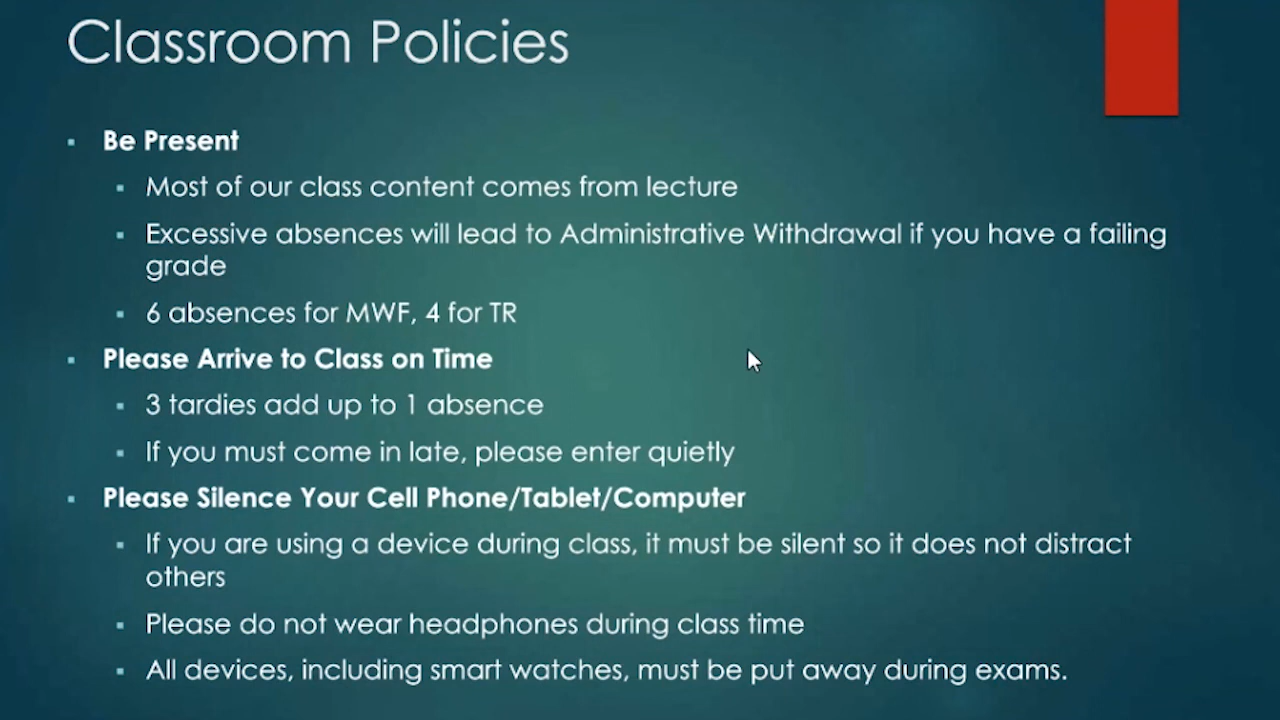 Classroom Policies
Be Present
Most of our class content comes from lecture
Excessive absences will lead to Administrative Withdrawal if you have a failing
grade
6 absences for MWF, 4 for TR
Please Arrive to Class on Time
3 tardies add up to 1 absence
If you must come in late, please enter quietly
Please Silence Your Cell Phone/Tablet/Computer
If you are using a device during class, it must be silent so it does not distract
others
Please do not wear headphones during class time
All devices, including smart watches, must be put away during exams.